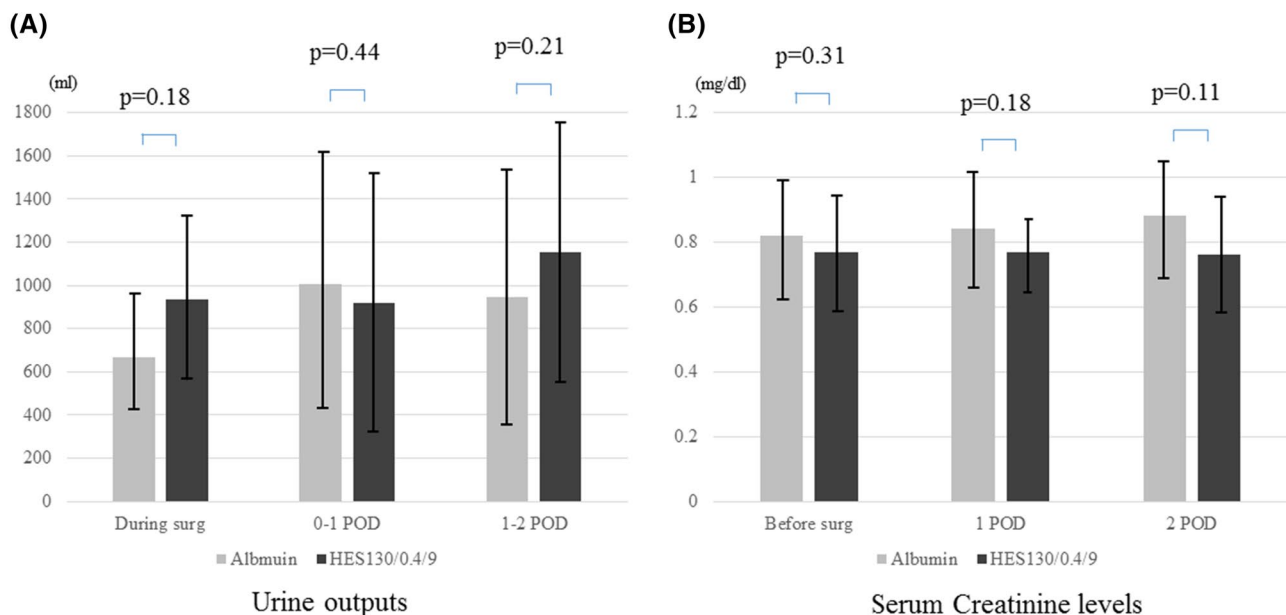 (A)
p=0.44
p=0.21
(ml)
p=0.18
1800
1600
1400
1200
1000
800
600
400
200
0
During surg
0-1 POD
1-2 POD
Albmuin
HES130/0.4/9
Urine outputs
(B)
p=0.31
(mg/dl)
p=0.18
p=0.11
1.2
1
0.8
0.6
0.4
0.2
0
Before surg
1 POD
2 POD
Albumin
HES130/0.4/9
Serum Creatinine levels